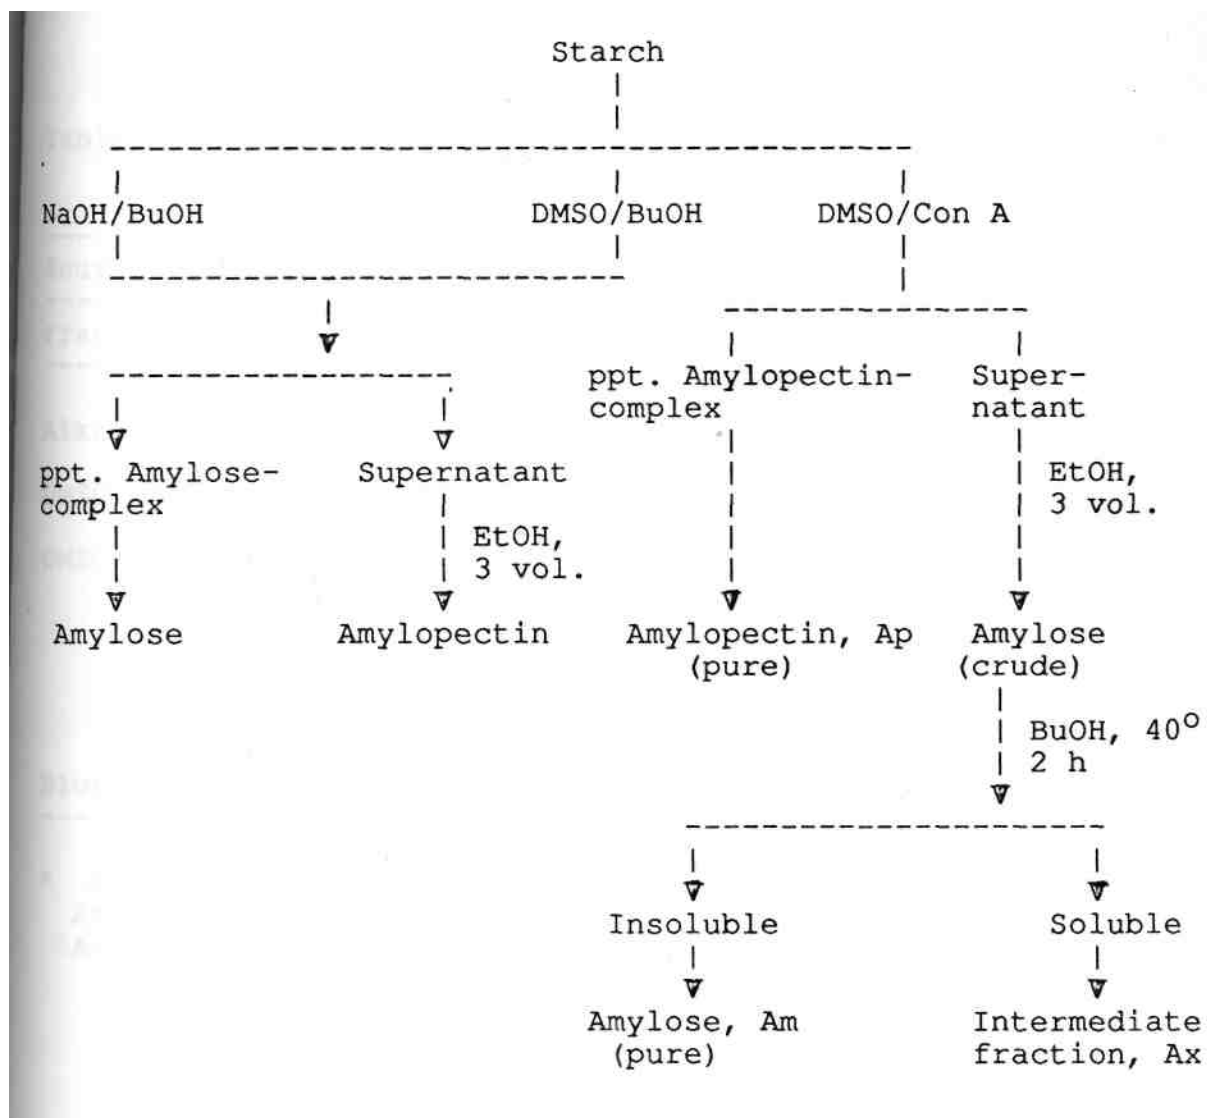 Starch
NaOH/BuOH DMSO/BuOH DMSO/Con A
ppt. Amylopectin- Super-
complex natant
ppt. Amylose- Supernatant EtOH,
complex 3 vol.
EtOH,
3 vol.
Amylose Amylopectin Amylopectin, Ap Amylose
(pure) (crude)
BuOH, 40°
2 h
Insoluble Soluble
Amylose, Am Intermediate
(pure) fraction, Ax